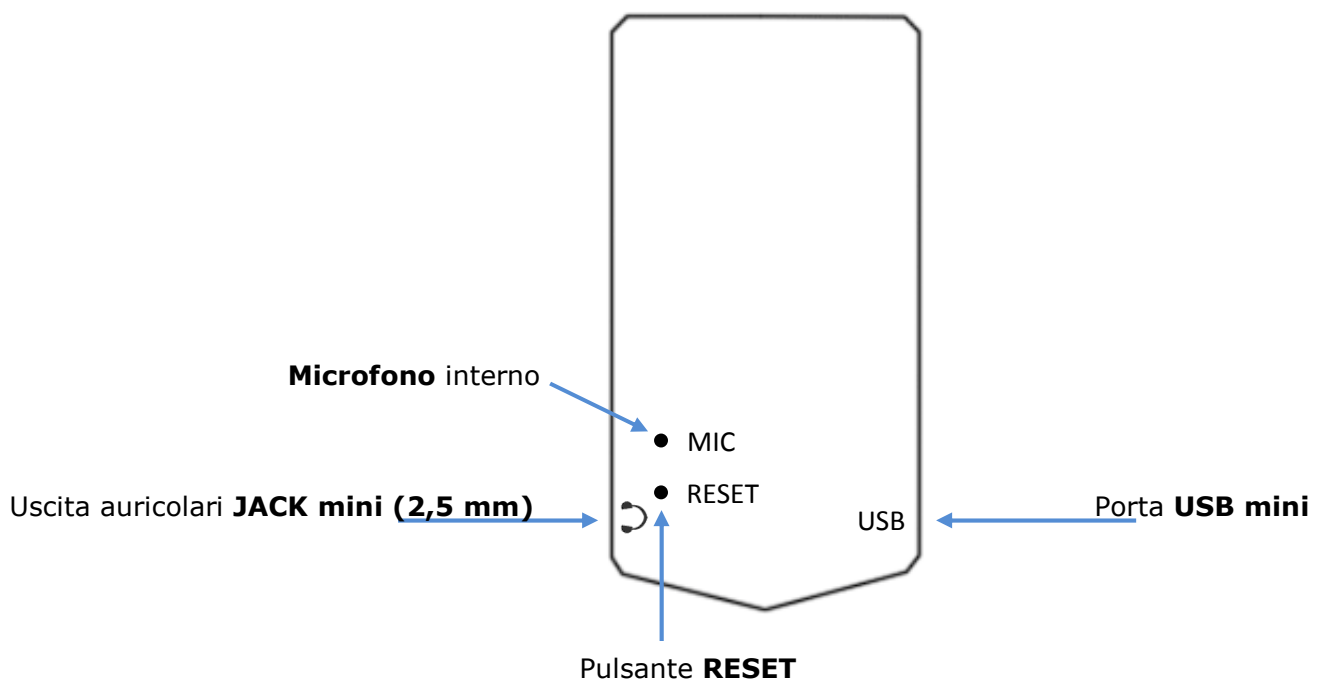 Microfono interno
MIC
RESET
Uscita auricolari JACK mini (2,5 mm)
USB
Porta USB mini
Pulsante RESET